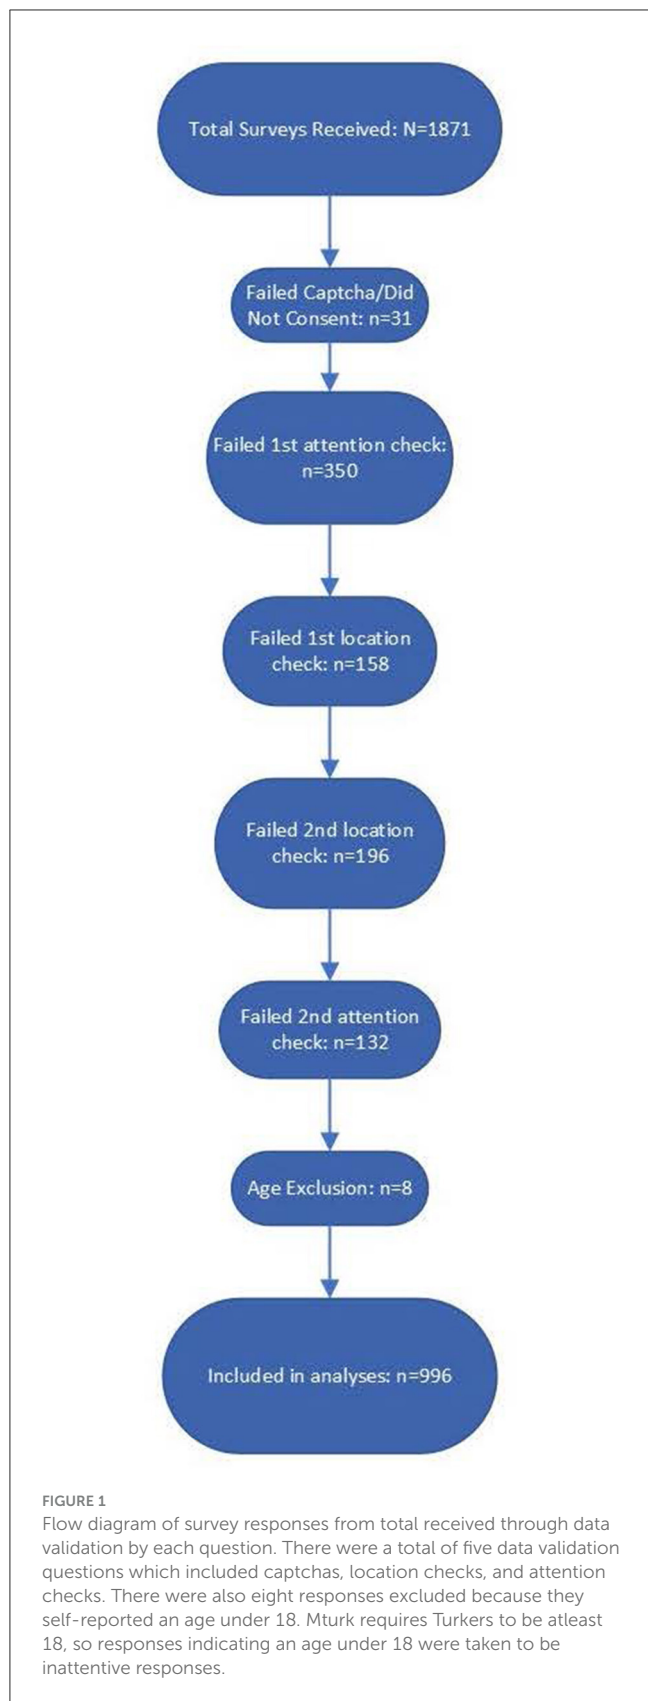 Total Surveys Received: N=1871
Failed Captcha/Did
Not Consent: n=31
Failed 1st attention check:
n=350
Failed 1st location
check: n=158
Failed 2nd location
check: n=196
Failed 2nd attention
check: n=132
Age Exclusion: n=8
Included in analyses: n=996
FIGURE 1
Flow diagram of survey responses from total received through data
validation by each question. There were a total of five data validation
questions which included captchas, location checks, and attention
checks. There were also eight responses excluded because they
self-reported an age under 18. Mturk requires Turkers to be atleast
18, so responses indicating an age under 18 were taken to be
inattentive responses.